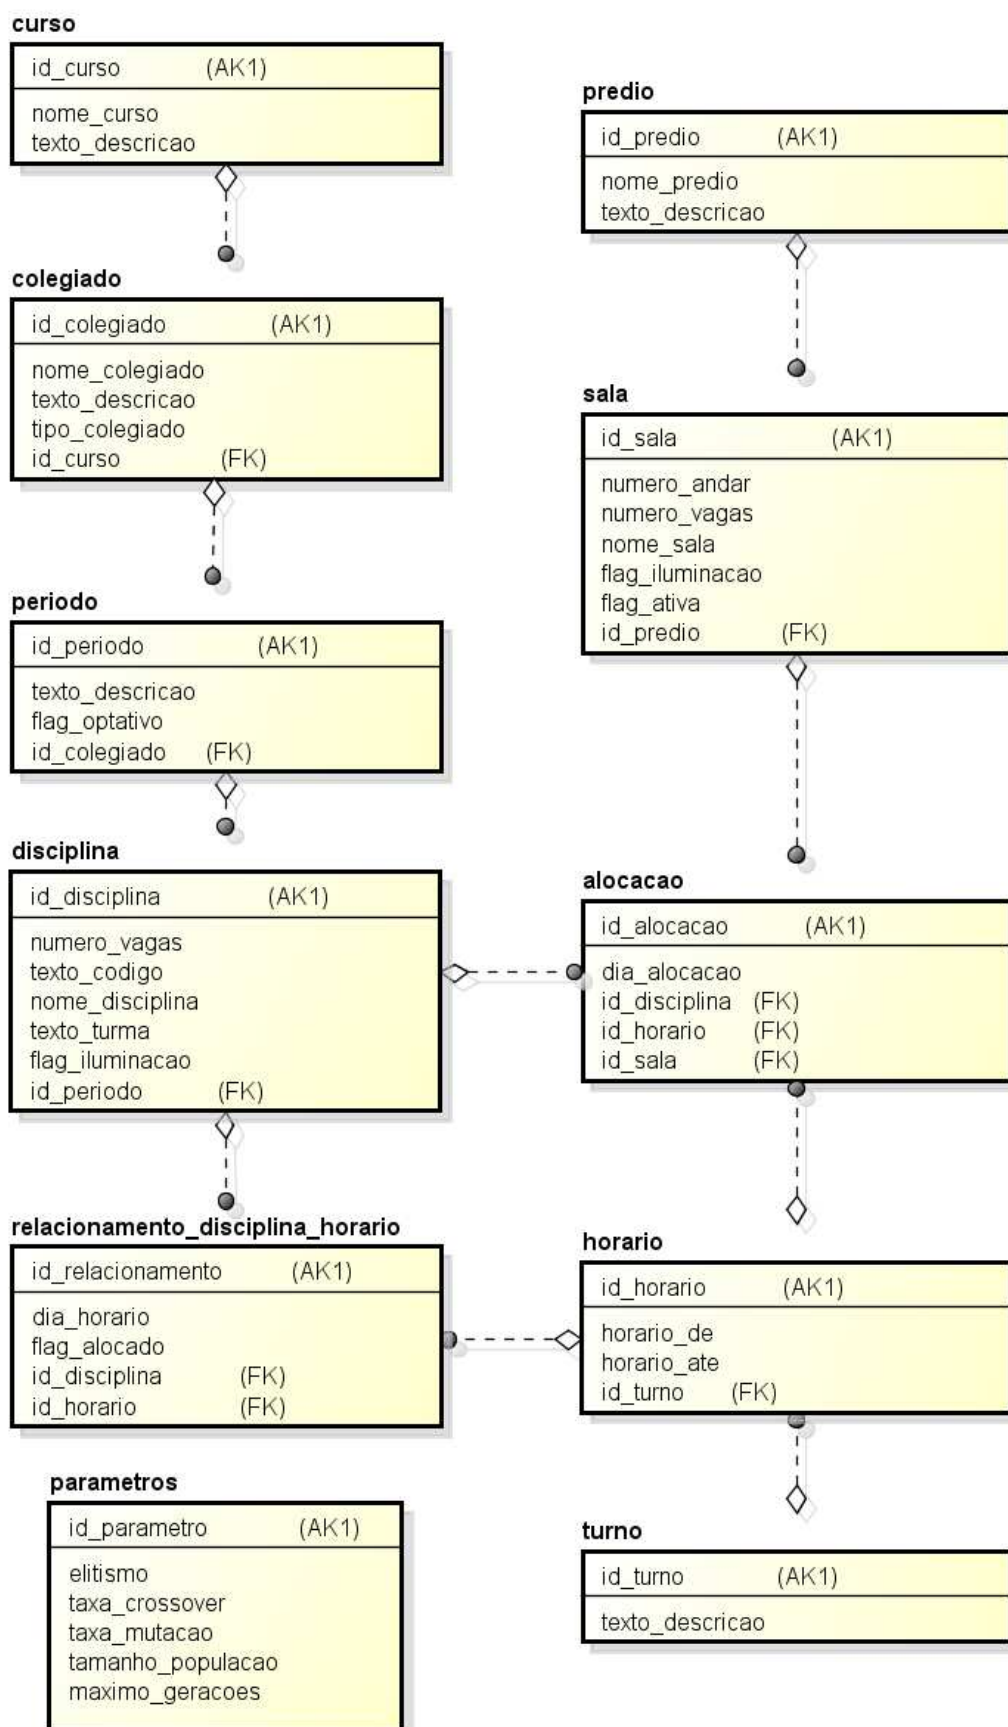 curso
id_curso (AK1)
nome_curso
texto_descricao
colegiado
id_colegiado (AK1)
nome_colegiado
texto_descricao
tipo_colegiado
id_curso (FK)
periodo
id_periodo (AK1)
texto_descricao
flag_optativo
id_colegiado (FK)
disciplina
id_disciplina (AK1)
numero_vagas
texto_codigo
nome_disciplina
texto_turma
flag_iluminacao
id_periodo (FK)
relacionamento_disciplina_horario
id_relacionamento (AK1)
dia_horario
flag_alocado
id_disciplina (FK)
id_horario (FK)
parametros
id_parametro (AK1)
elitismo
taxa_crossover
taxa_mutacao
tamanho_populacao
maximo_geracoes
predio
id_predio (AK1)
nome_predio
texto_descricao
sala
id_sala (AK1)
numero_andar
numero_vagas
nome_sala
flag_iluminacao
flag_ativa
id_predio (FK)
alocacao
id_alocacao (AK1)
dia_alocacao
id_disciplina (FK)
id_horario (FK)
id_sala (FK)
horario
id_horario (AK1)
horario_de
horario_ate
id_turno (FK)
turno
id_turno (AK1)
texto_descricao